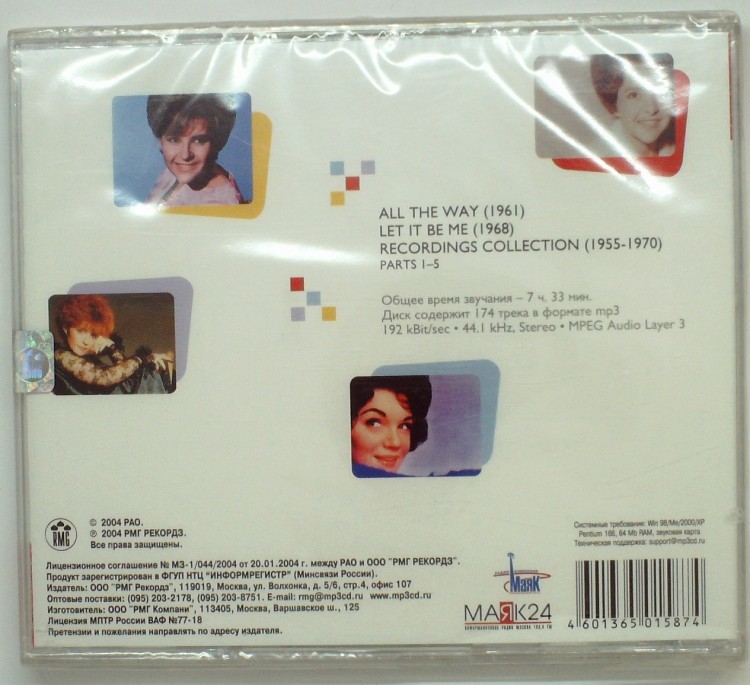 ALL THE WAY (1961)
LET IT BE ME (1968)
RECORDINGS COLLECTION (1955-1970)
PARTS 1–5
Общее время звучания – 7 ч. 33 мин.
Диск содержит 174 трека в формате mp3
192 kBit/sec • 44.1 kHz, Stereo • MPEG Audio Layer 3
RMG
© 2004 РАО.
℗ 2004 РМГ РЕКОРДЗ.
Все права защищены.
Системные требования: Win 98/Me/2000/XP
Pentium 166, 64 Mb RAM, звуковая карта
Техническая поддержка: support@mp3cd.ru
Лицензионное соглашение № МЗ-1/044/2004 от 20.01.2004 г. между РАО и ООО "РМГ РЕКОРДЗ".
Продукт зарегистрирован в ФГУП НТЦ "ИНФОРМРЕГИСТР" (Минсвязи России).
Издатель: ООО "РМГ Рекордз", 119019, Москва, ул. Волхонка, д. 5/6, стр.4, офис 107
Оптовые поставки: (095) 203-2178, (095) 203-8751. E-mail: rmg@mp3cd.ru www.mp3cd.ru
Изготовитель: ООО "РМГ Компани", 113405, Москва, Варшавское ш., 125
Лицензия МПТР России ВАФ №77-18
Претензии и пожелания направлять по адресу издателя.
Маяк
МАЯК24
4 601365 015874